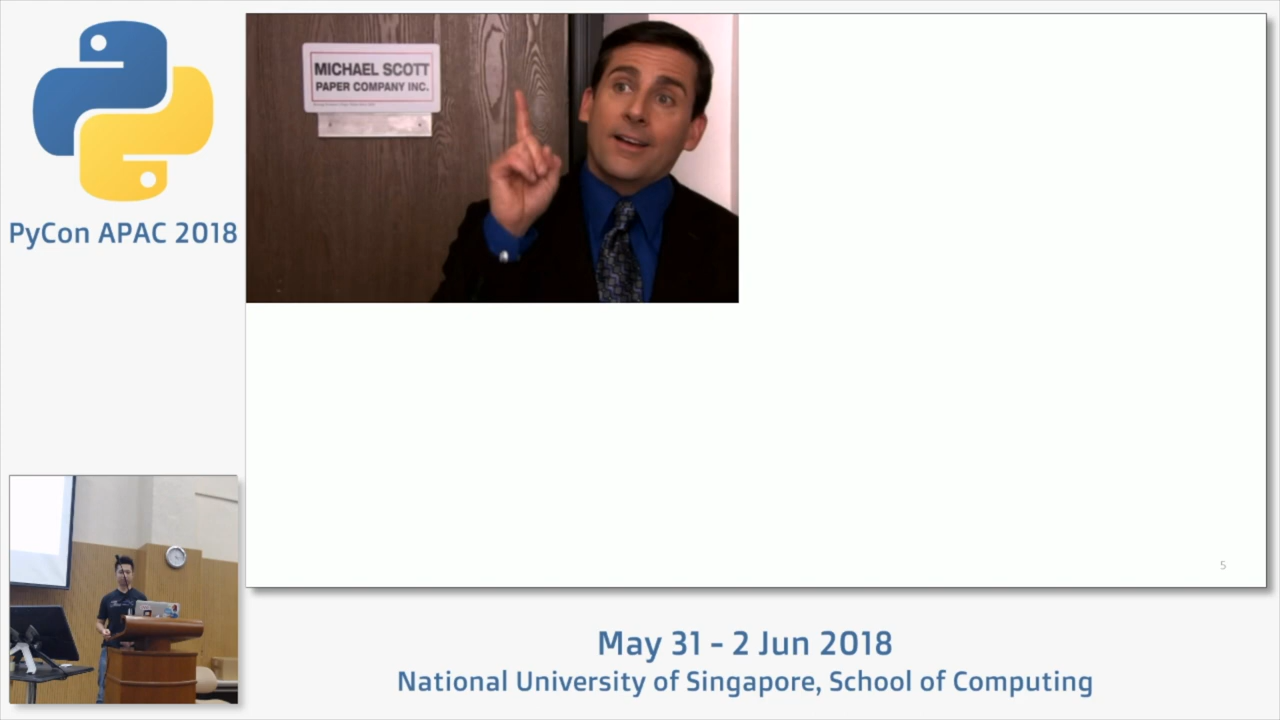 PyCon APAC 2018
MICHAEL SCOTT
PAPER COMPANY INC.
5
May 31 - 2 Jun 2018
National University of Singapore, School of Computing